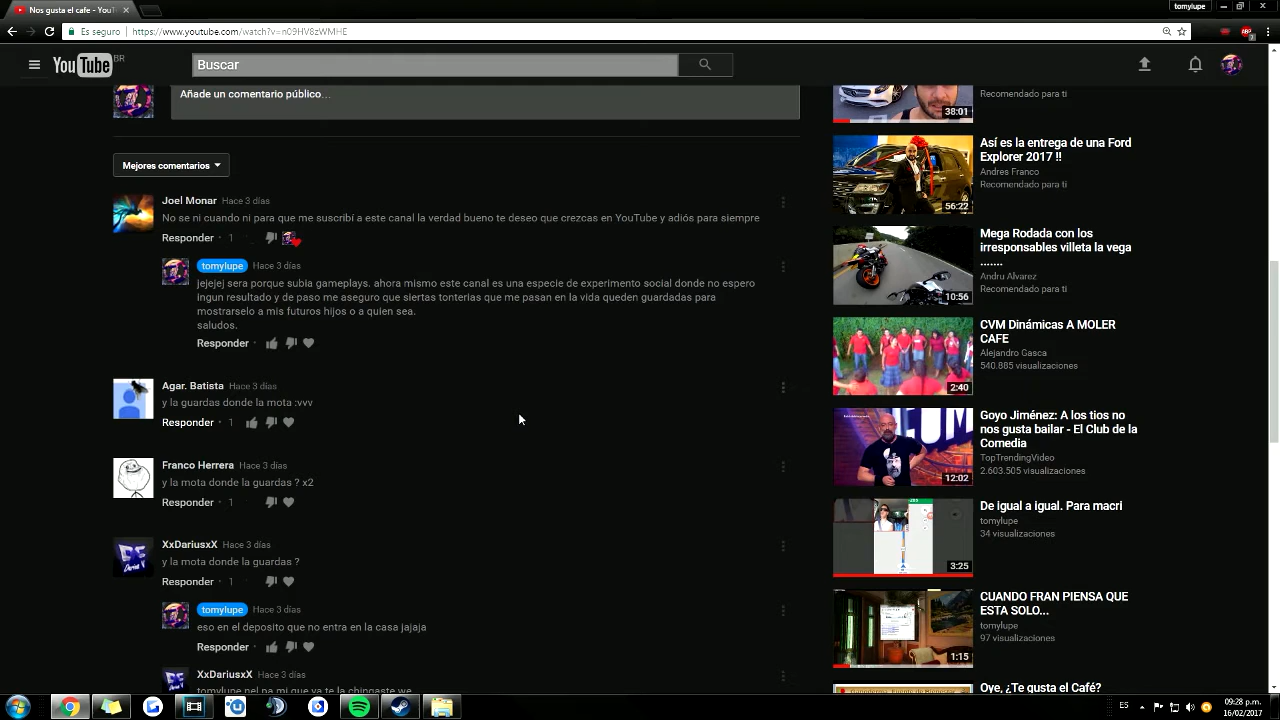 Nos gusta el cafe - YouT
tomylupe
Es seguro
https://www.youtube.com/watch?v=n09HV8zWMHE
YouTube BR
Buscar
Añade un comentario público…
Mejores comentarios
Joel Monar Hace 3 días
No se ni cuando ni para que me suscribí a este canal la verdad bueno te deseo que crezcas en YouTube y adiós para siempre
Responder · 1
tomylupe Hace 3 días
jejejej sera porque subia gameplays. ahora mismo este canal es una especie de experimento social donde no espero
ingun resultado y de paso me aseguro que siertas tonterias que me pasan en la vida queden guardadas para
mostrarselo a mis futuros hijos o a quien sea.
saludos.
Responder ·
Agar. Batista Hace 3 días
y la guardas donde la mota :vvv
Responder · 1
Franco Herrera Hace 3 días
y la mota donde la guardas ? x2
Responder · 1
XxDariusxX Hace 3 días
y la mota donde la guardas ?
Responder · 1
tomylupe Hace 3 días
eso en el deposito que no entra en la casa jajaja
Responder ·
XxDariusxX Hace 3 días
tomylupe nel pa mi que ya te la chingaste we
38:01
Recomendado para ti
56:22
Así es la entrega de una Ford
Explorer 2017 !!
Andres Franco
Recomendado para ti
10:56
Mega Rodada con los
irresponsables villeta la vega
.......
Andru Alvarez
Recomendado para ti
2:40
CVM Dinámicas A MOLER
CAFE
Alejandro Gasca
540.885 visualizaciones
12:02
Goyo Jiménez: A los tios no
nos gusta bailar - El Club de la
Comedia
TopTrendingVideo
2.603.505 visualizaciones
3:25
De igual a igual. Para macri
tomylupe
34 visualizaciones
1:15
CUANDO FRAN PIENSA QUE
ESTA SOLO...
tomylupe
97 visualizaciones
Oye, ¿Te gusta el Café?
ES
09:28 p.m.
16/02/2017